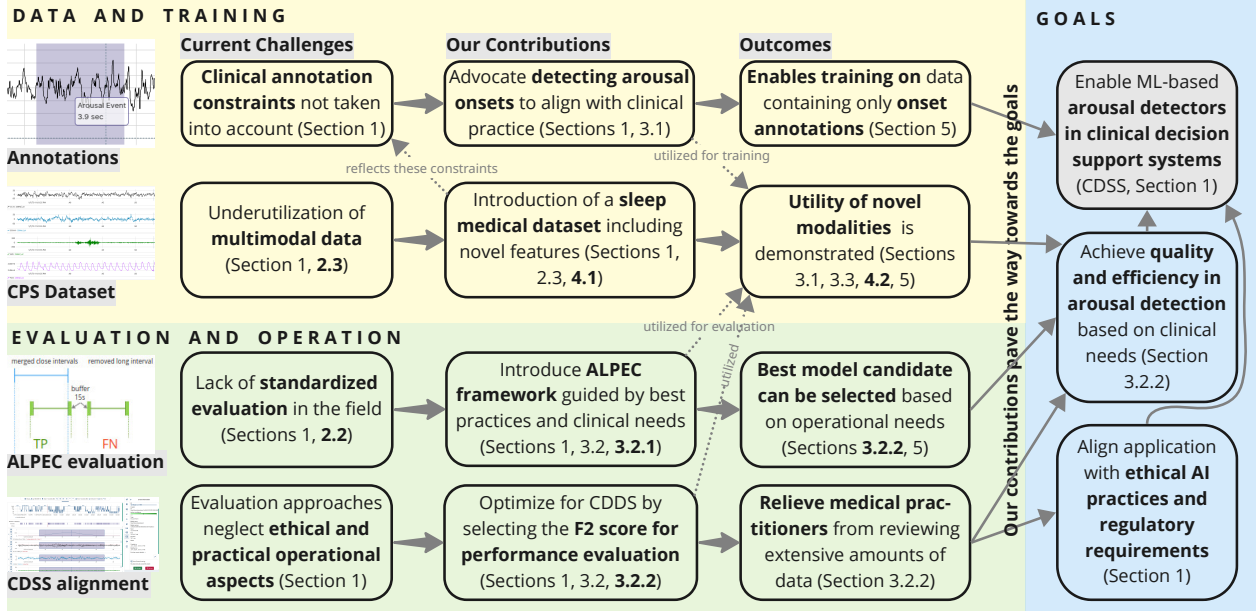 DATA AND TRAINING
GOALS
Current Challenges
Our Contributions
Outcomes
Arousal Event
3.9 sec
Annotations
Clinical annotation
constraints not taken
into account (Section 1)
Advocate detecting arousal
onsets to align with clinical
practice (Sections 1, 3.1)
Enables training on data
containing only onset
annotations (Section 5)
reflects these constraints
utilized for training
CPS Dataset
Underutilization of
multimodal data
(Section 1, 2.3)
Introduction of a sleep
medical dataset including
novel features (Sections 1,
2.3, 4.1)
Utility of novel
modalities is
demonstrated (Sections
3.1, 3.3, 4.2, 5)
EVALUATION AND OPERATION
utilized for evaluation
utilized
merged close intervals
removed long interval
buffer
15s
TP
FN
ALPEC evaluation
Lack of standardized
evaluation in the field
(Sections 1, 2.2)
Introduce ALPEC
framework guided by best
practices and clinical needs
(Sections 1, 3.2, 3.2.1)
Best model candidate
can be selected based
on operational needs
(Sections 3.2.2, 5)
CDSS alignment
Evaluation approaches
neglect ethical and
practical operational
aspects (Section 1)
Optimize for CDDS by
selecting the F2 score for
performance evaluation
(Sections 1, 3.2, 3.2.2)
Relieve medical prac-
titioners from reviewing
extensive amounts of
data (Section 3.2.2)
Our contributions pave the way towards the goals
Enable ML-based
arousal detectors
in clinical decision
support systems
(CDSS, Section 1)
Achieve quality
and efficiency in
arousal detection
based on clinical
needs (Section
3.2.2)
Align application
with ethical AI
practices and
regulatory
requirements
(Section 1)